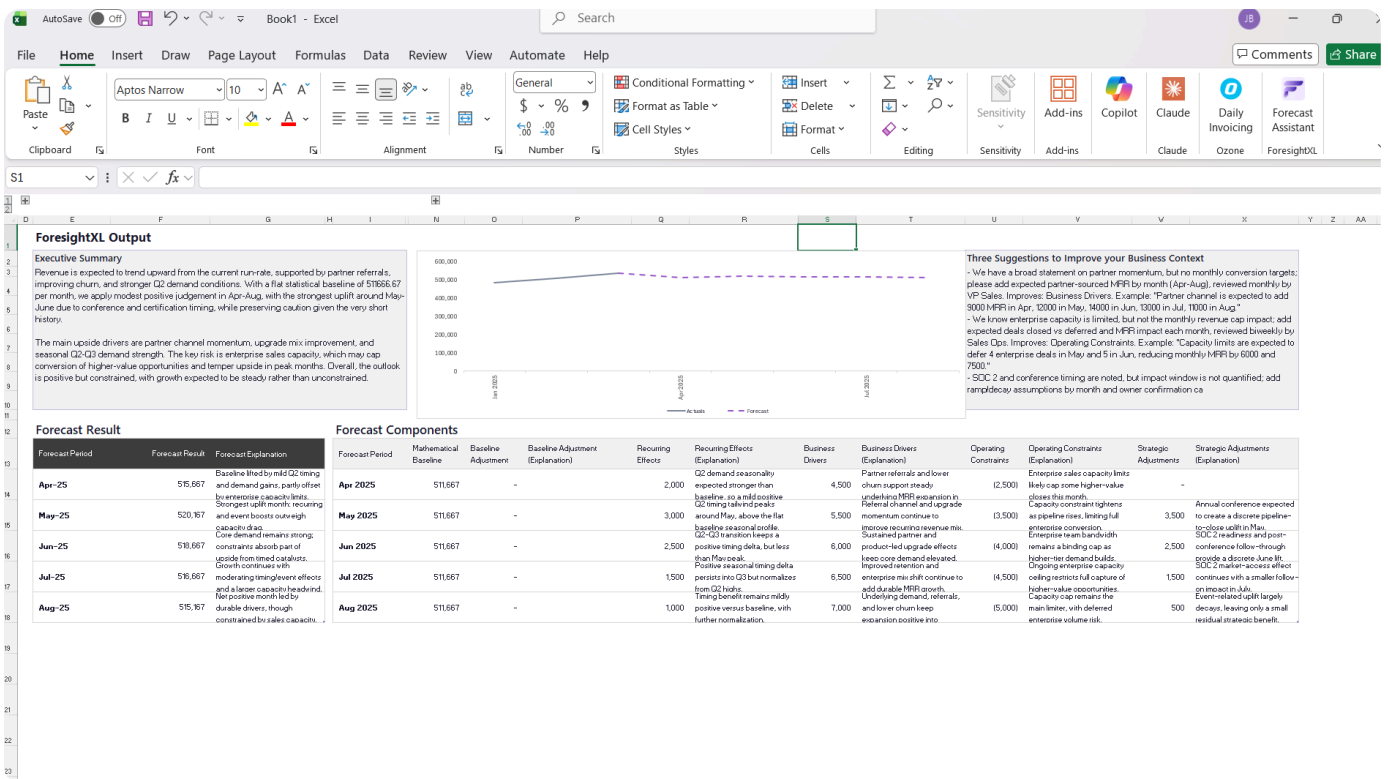 AutoSave Off Book1 - Excel Search JB
File Home Insert Draw Page Layout Formulas Data Review View Automate Help Comments Share
Paste
Clipboard
Aptos Narrow 10 A^ A˅
B I U A
Font
ab
Alignment
General
$ % 9
Number
Conditional Formatting
Format as Table
Cell Styles
Styles
Insert
Delete
Format
Cells
Editing
Sensitivity
Sensitivity
Add-ins
Add-ins
Copilot
Claude
Claude
Daily
Invoicing
Ozone
Forecast
Assistant
ForesightXL
S1 fx
1
2
D E F G H I N O P Q R S T U V W X Y Z AA
1
2
3
4
5
6
7
8
9
10
11
12
13
14
15
16
17
18
19
20
21
22
23
ForesightXL Output
Executive Summary
Revenue is expected to trend upward from the current run-rate, supported by partner referrals,
improving churn, and stronger Q2 demand conditions. With a flat statistical baseline of 511666.67
per month, we apply modest positive judgement in Apr-Aug, with the strongest uplift around May-
June due to conference and certification timing, while preserving caution given the very short
history.
The main upside drivers are partner channel momentum, upgrade mix improvement, and
seasonal Q2-Q3 demand strength. The key risk is enterprise sales capacity, which may cap
conversion of higher-value opportunities and temper upside in peak months. Overall, the outlook
is positive but constrained, with growth expected to be steady rather than unconstrained.
600,000
500,000
400,000
300,000
200,000
100,000
0
Jan 2025
Apr 2025
Jul 2025
Actuals Forecast
Three Suggestions to Improve your Business Context
- We have a broad statement on partner momentum, but no monthly conversion targets;
please add expected partner-sourced MRR by month (Apr-Aug), reviewed monthly by
VP Sales. Improves: Business Drivers. Example: "Partner channel is expected to add
9000 MRR in Apr, 12000 in May, 14000 in Jun, 13000 in Jul, 11000 in Aug."
- We know enterprise capacity is limited, but not the monthly revenue cap impact; add
expected deals closed vs deferred and MRR impact each month, reviewed biweekly by
Sales Ops. Improves: Operating Constraints. Example: "Capacity limits are expected to
defer 4 enterprise deals in May and 5 in Jun, reducing monthly MRR by 6000 and
7500."
- SOC 2 and conference timing are noted, but impact window is not quantified; add
ramp/decay assumptions by month and owner confirmation ca
Forecast Result
Forecast Period Forecast Result Forecast Explanation
Apr-25 515,667 Baseline lifted by mild Q2 timing
and demand gains, partly offset
by enterprise capacity limits.
May-25 520,167 Strongest uplift month: recurring
and event boosts outweigh
capacity drag.
Jun-25 518,667 Core demand remains strong;
constraints absorb part of
upside from timed catalysts.
Jul-25 516,667 Growth continues with
moderating timing/event effects
and a larger capacity headwind.
Aug-25 515,167 Net positive month led by
durable drivers, though
constrained by sales capacity.
Forecast Components
Forecast Period
Mathematical
Baseline
Baseline
Adjustment
Baseline Adjustment
(Explanation)
Recurring
Effects
Recurring Effects
(Explanation)
Business
Drivers
Business Drivers
(Explanation)
Operating
Constraints
Operating Constraints
(Explanation)
Strategic
Adjustments
Strategic Adjustments
(Explanation)
Apr 2025 511,667 - 2,000
Q2 demand seasonality
expected stronger than
baseline, so a mild positive
4,500
Partner referrals and lower
churn support steady
underlying MRR expansion in
(2,500)
Enterprise sales capacity limits
likely cap some higher-value
closes this month.
-
May 2025 511,667 - 3,000
Q2 timing tailwind peaks
around May, above the flat
baseline seasonal profile.
5,500
Referral channel and upgrade
momentum continue to
improve recurring revenue mix.
(3,500)
Capacity constraint tightens
as pipeline rises, limiting full
enterprise conversion.
3,500
Annual conference expected
to create a discrete pipeline-
to-close uplift in May.
Jun 2025 511,667 - 2,500
Q2-Q3 transition keeps a
positive timing delta, but less
than May peak.
6,000
Sustained partner and
product-led upgrade effects
keep core demand elevated.
(4,000)
Enterprise team bandwidth
remains a binding cap as
higher-tier demand builds.
2,500
SOC 2 readiness and post-
conference follow-through
provide a discrete June lift.
Jul 2025 511,667 - 1,500
Positive seasonal timing delta
persists into Q3 but normalizes
from Q2 highs.
6,500
Improved retention and
enterprise mix shift continue to
add durable MRR growth.
(4,500)
Ongoing enterprise capacity
ceiling restricts full capture of
higher-value opportunities.
1,500
SOC 2 market-access effect
continues with a smaller follow-
on impact in July.
Aug 2025 511,667 - 1,000
Timing benefit remains mildly
positive versus baseline, with
further normalization.
7,000
Underlying demand, referrals,
and lower churn keep
expansion positive into
(5,000)
Capacity cap remains the
main limiter, with deferred
enterprise volume risk.
500
Event-related uplift largely
decays, leaving only a small
residual strategic benefit.